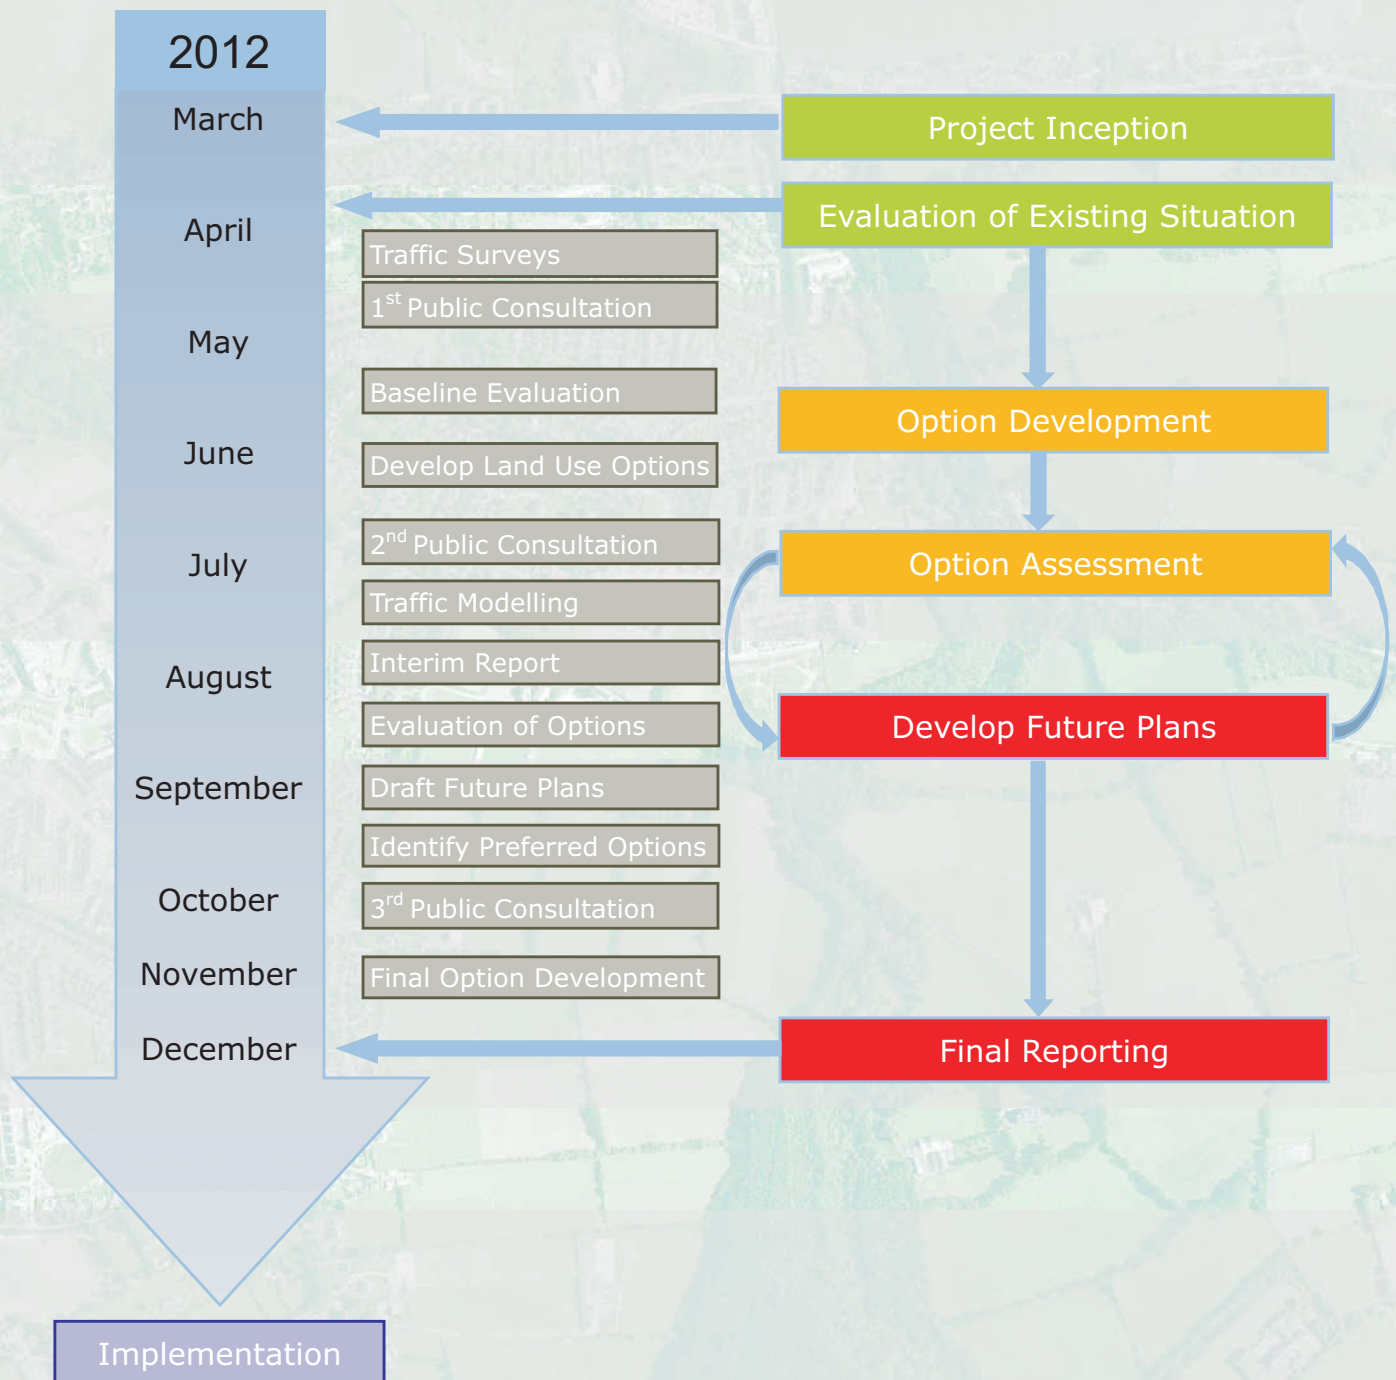 2012
March
Project Inception
Evaluation of Existing Situation
April
Traffic Surveys
1st Public Consultation
May
Baseline Evaluation
Option Development
June
Develop Land Use Options
2nd Public Consultation
July
Option Assessment
Traffic Modelling
Interim Report
August
Evaluation of Options
Develop Future Plans
September
Draft Future Plans
Identify Preferred Options
October
3rd Public Consultation
November
Final Option Development
December
Final Reporting
Implementation